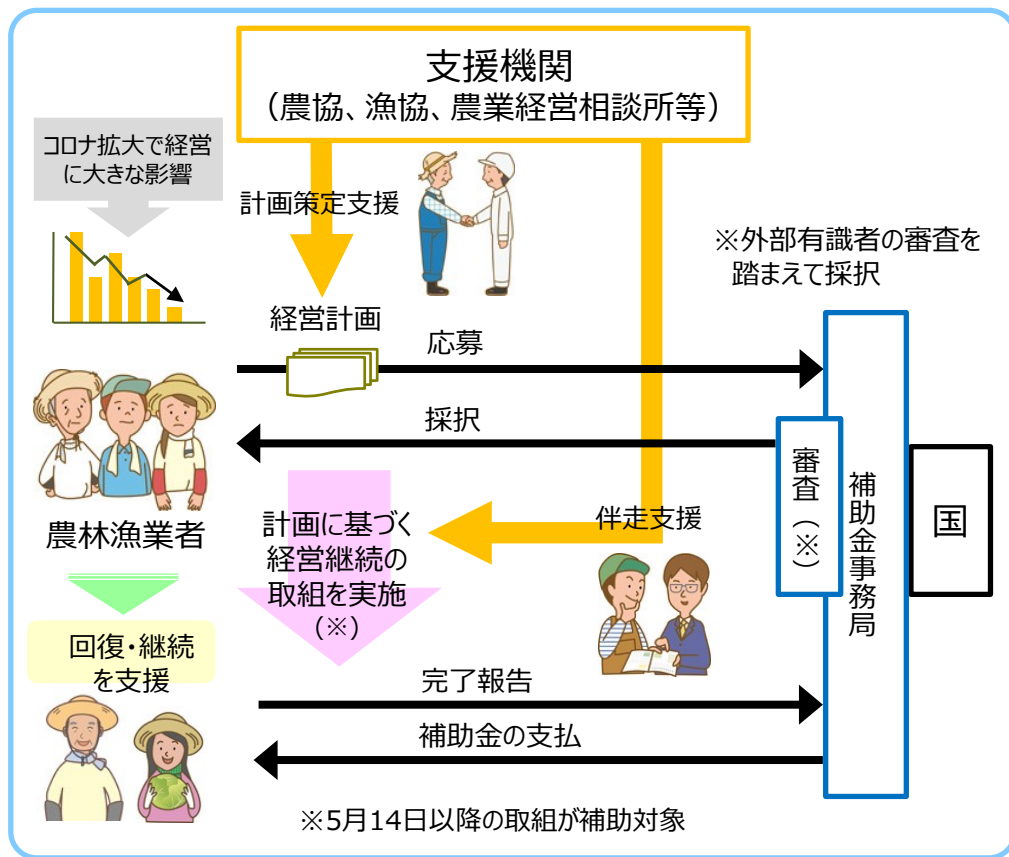 支援機関
（農協、漁協、農業経営相談所等）
コロナ拡大で経営
に大きな影響
計画策定支援
※外部有識者の審査を
踏まえて採択
経営計画
応募
採択
審査（※）
補助金事務局
国
農林漁業者
計画に基づく
経営継続の
取組を実施
(※)
伴走支援
回復・継続
を支援
完了報告
補助金の支払
※5月14日以降の取組が補助対象